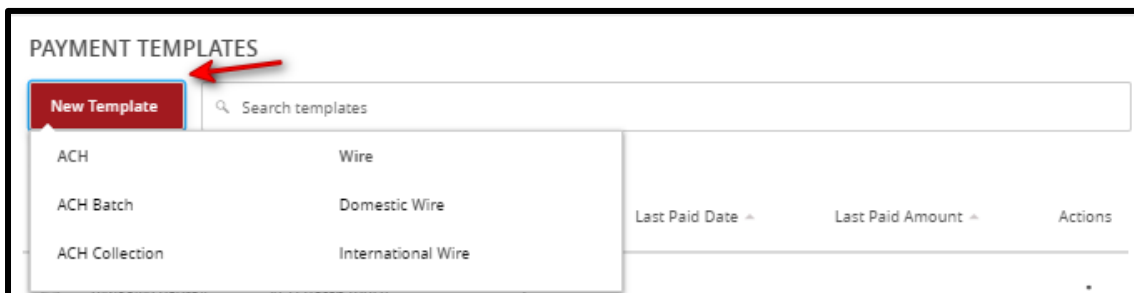 PAYMENT TEMPLATES
New Template
Search templates
ACH
Wire
ACH Batch
Domestic Wire
Last Paid Date
Last Paid Amount
Actions
ACH Collection
International Wire